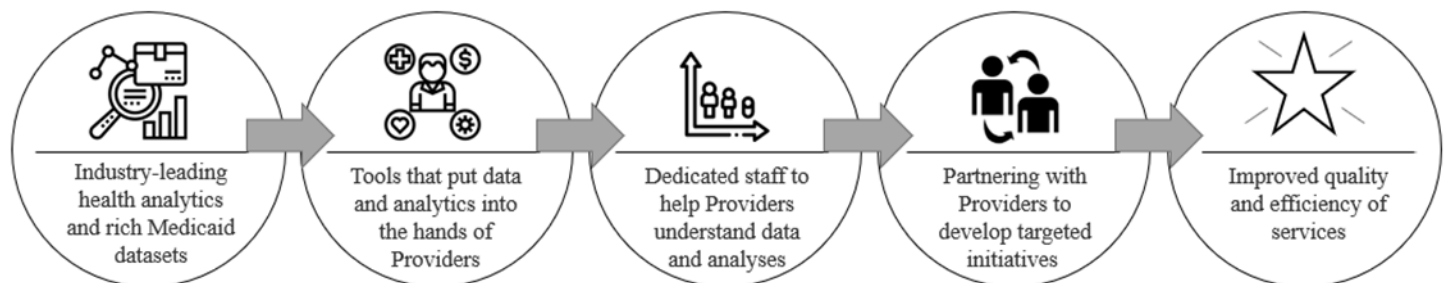 Industry-leading
health analytics
and rich Medicaid
datasets
Tools that put data
and analytics into
the hands of
Providers
Dedicated staff to
help Providers
understand data
and analyses
Partnering with
Providers to
develop targeted
initiatives
Improved quality
and efficiency of
services